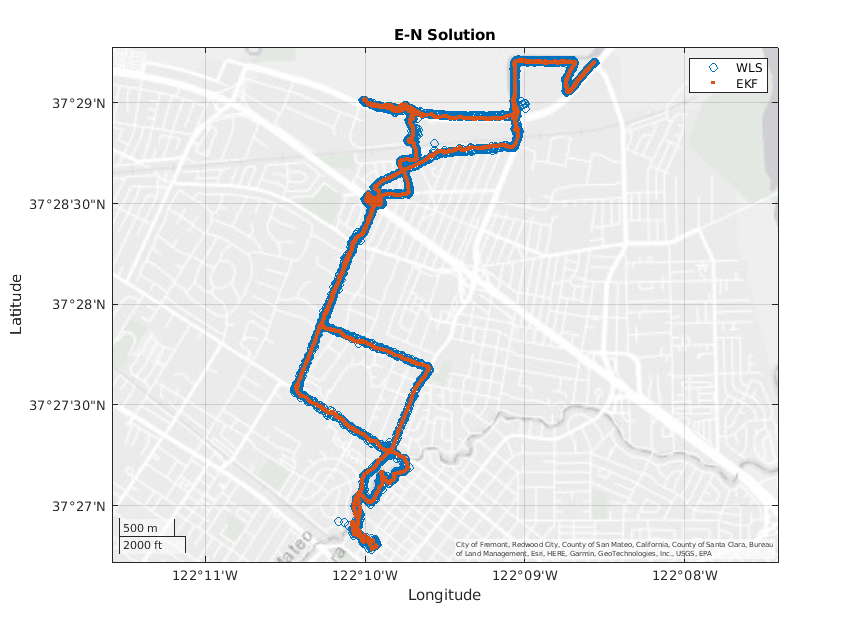 E-N Solution
WLS
EKF
37°29'N
37°28'30"N
37°28'N
37°27'30"N
37°27'N
Latitude
500 m
2000 ft
ateo
ra
City of Fremont, Redwood City, County of San Mateo, California, County of Santa Clara, Bureau
of Land Management, Esri, HERE, Garmin, GeoTechnologies, Inc., USGS, EPA
122°11'W
122°10'W
122°09'W
122°08'W
Longitude